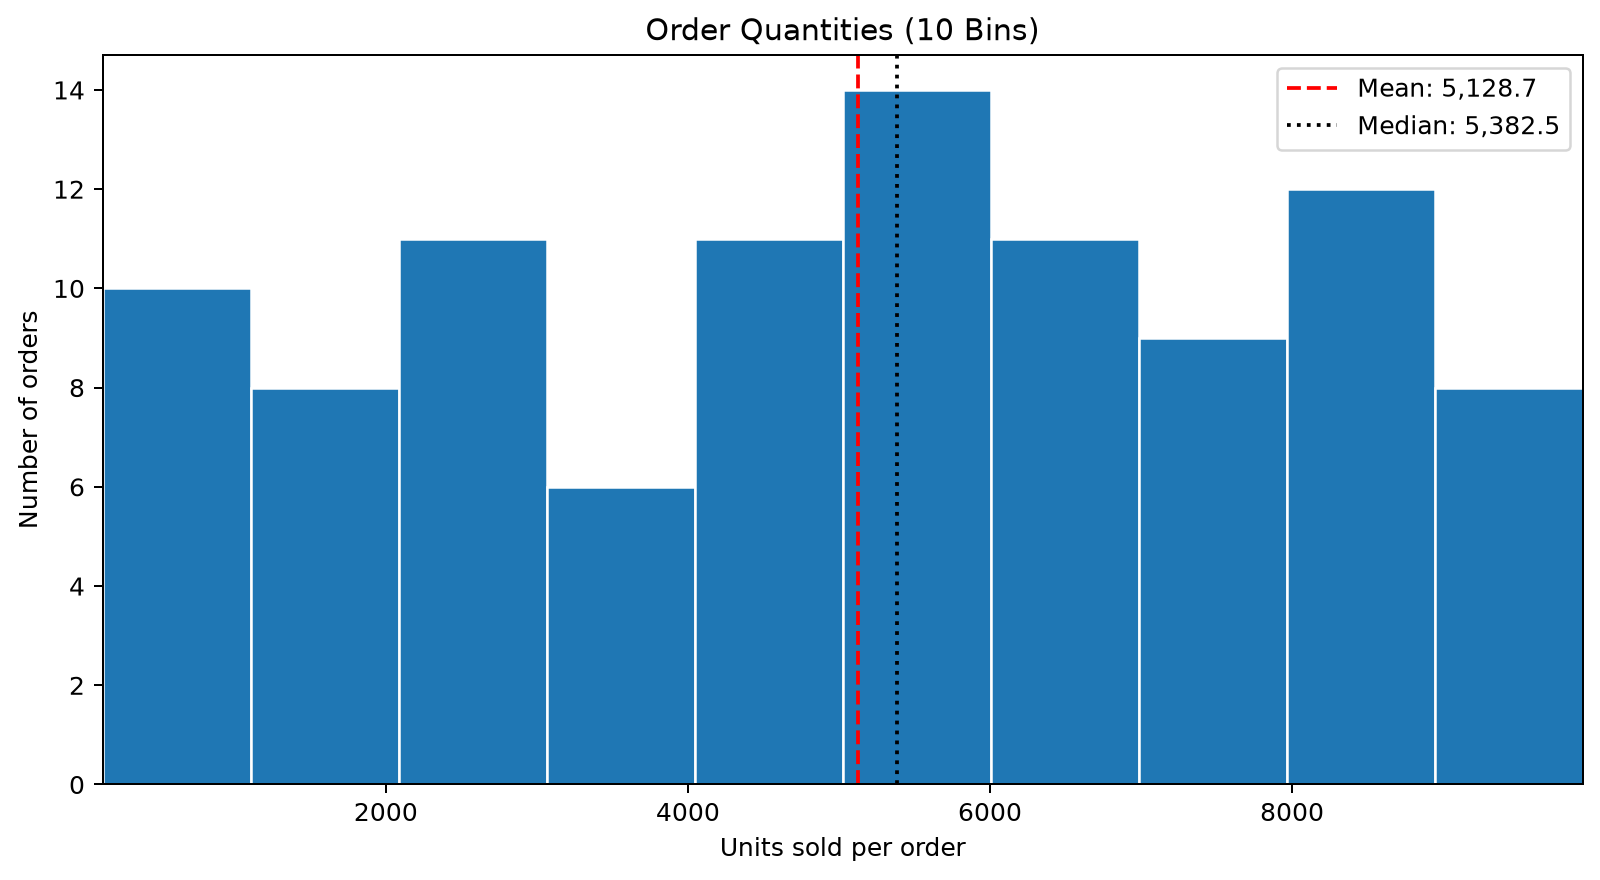 Order Quantities (10 Bins)
Mean: 5,128.7
Median: 5,382.5
14
12
10
8
6
4
2
0
Number of orders
2000 4000 6000 8000
Units sold per order